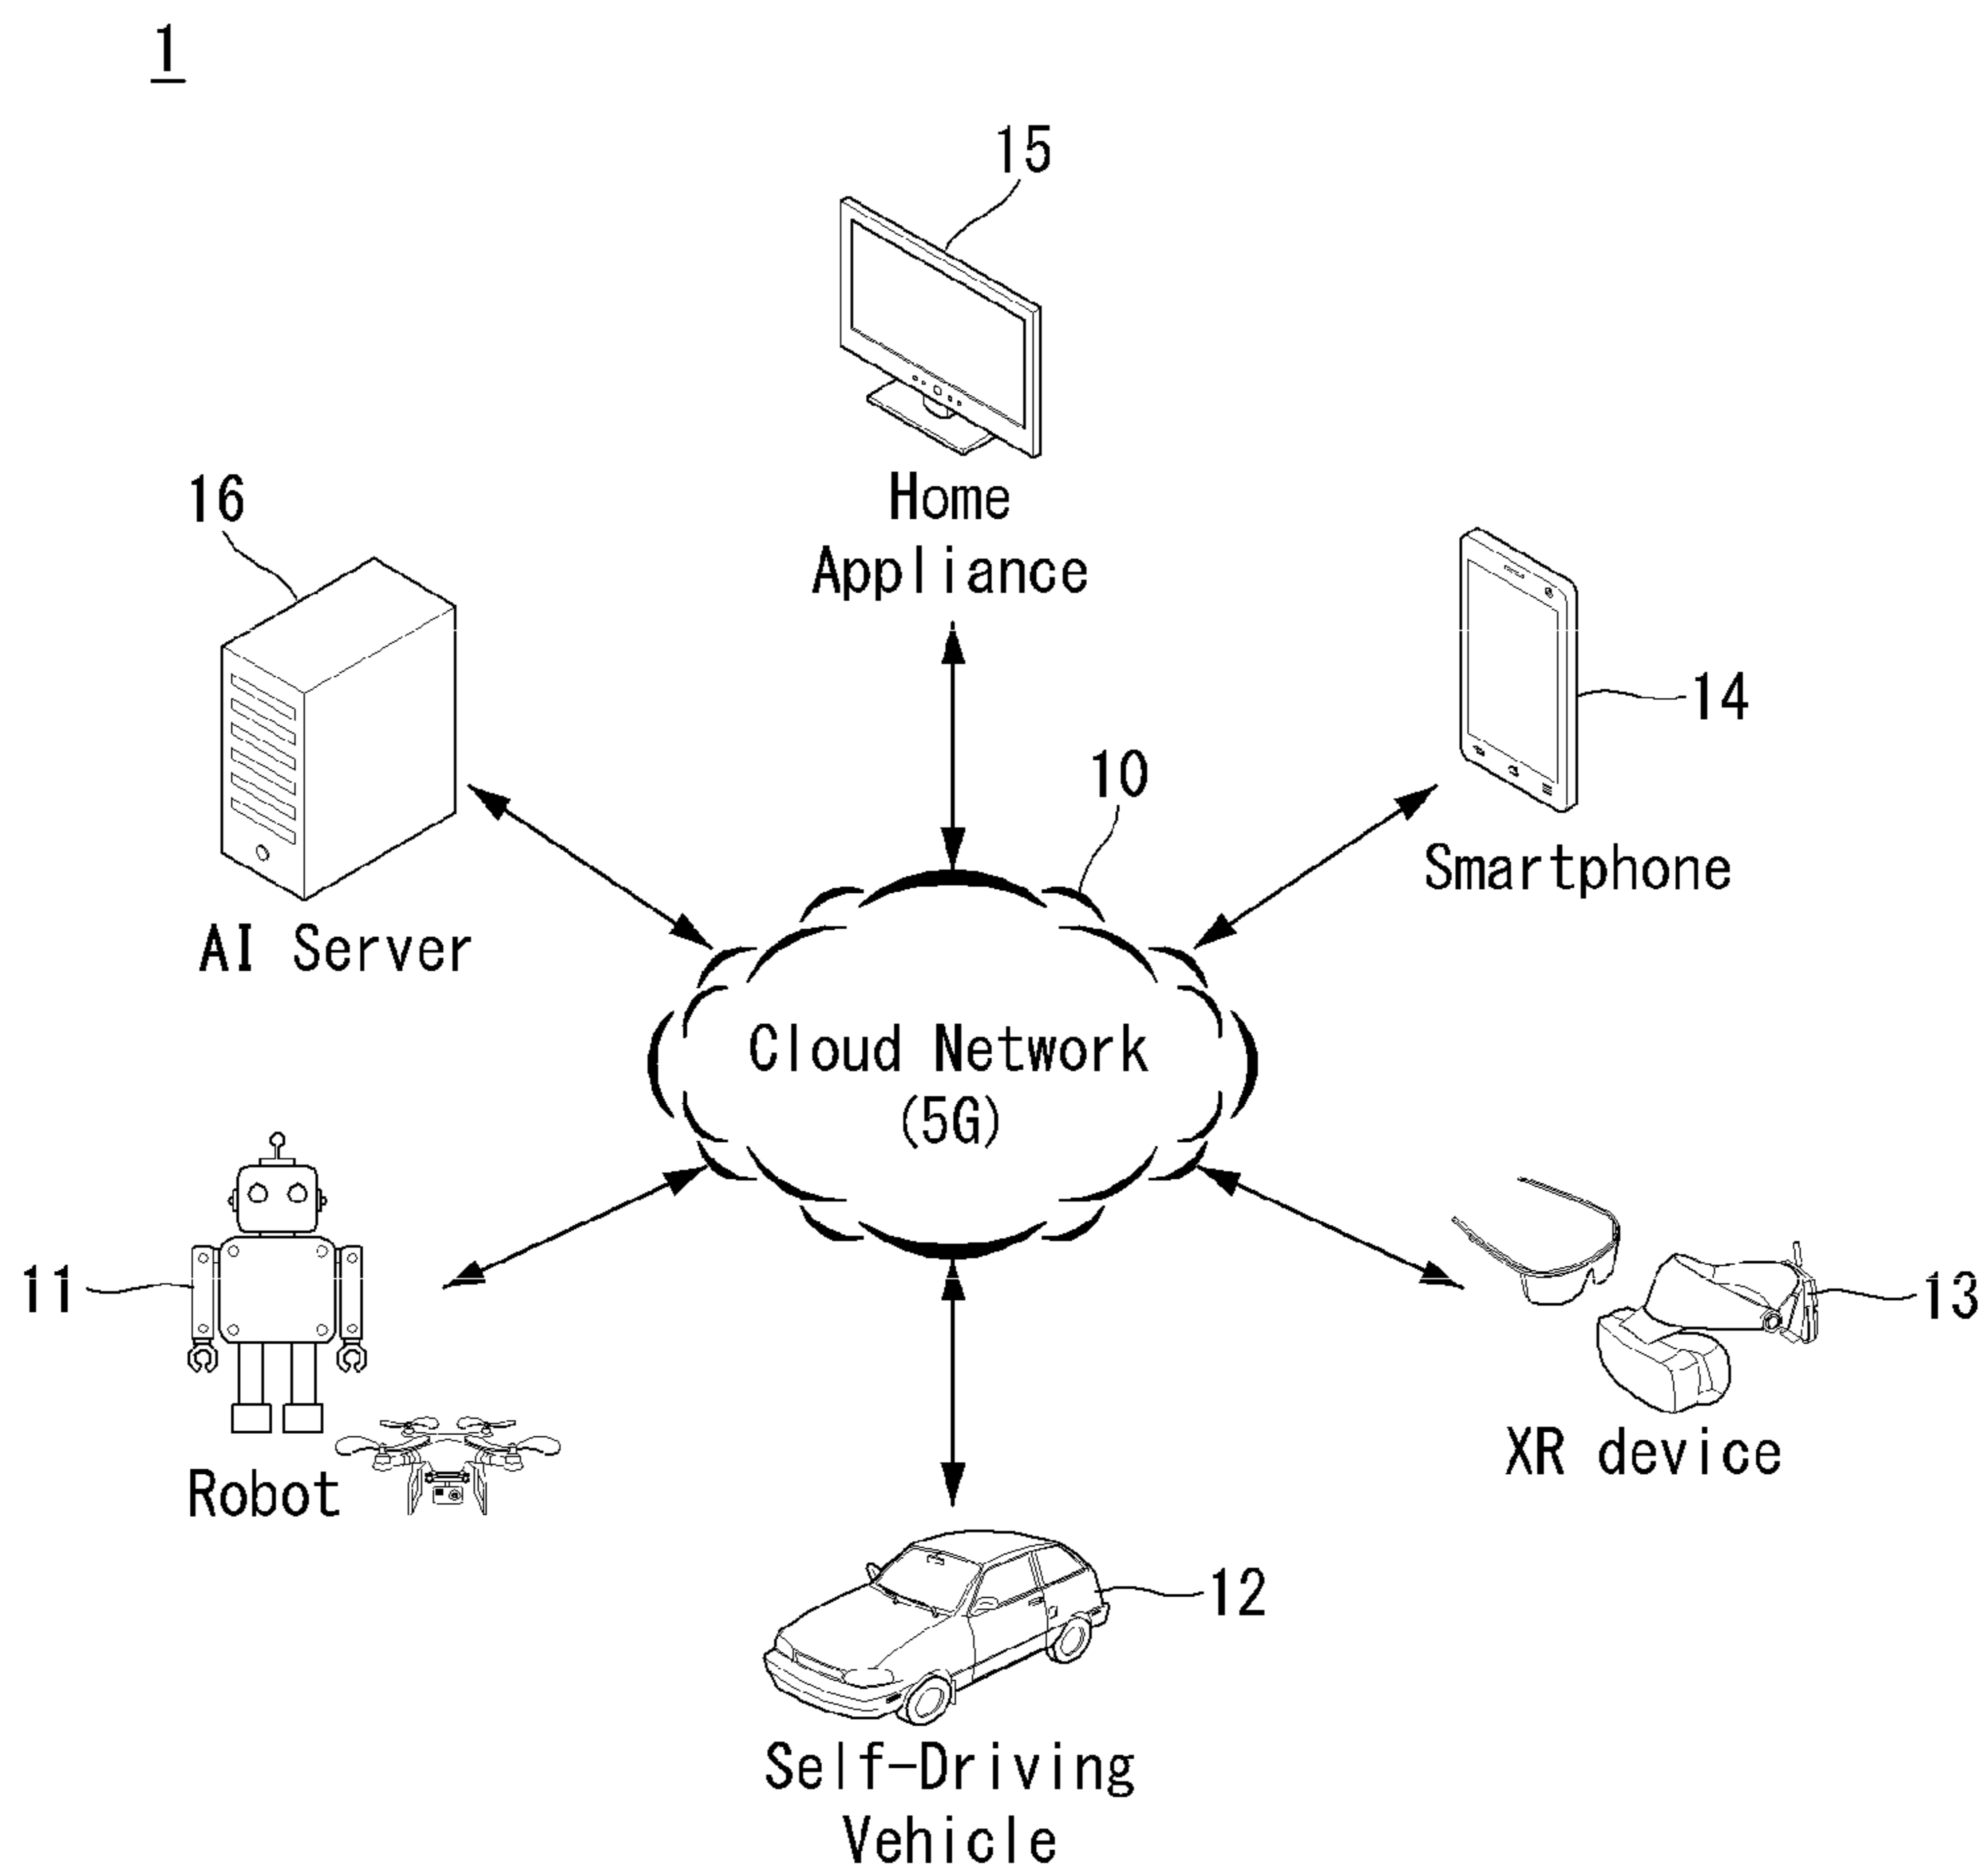 1
15
Home
Appliance
16
AI Server
14
Smartphone
10
Cloud Network
(5G)
11
Robot
13
XR device
12
Self-Driving
Vehicle